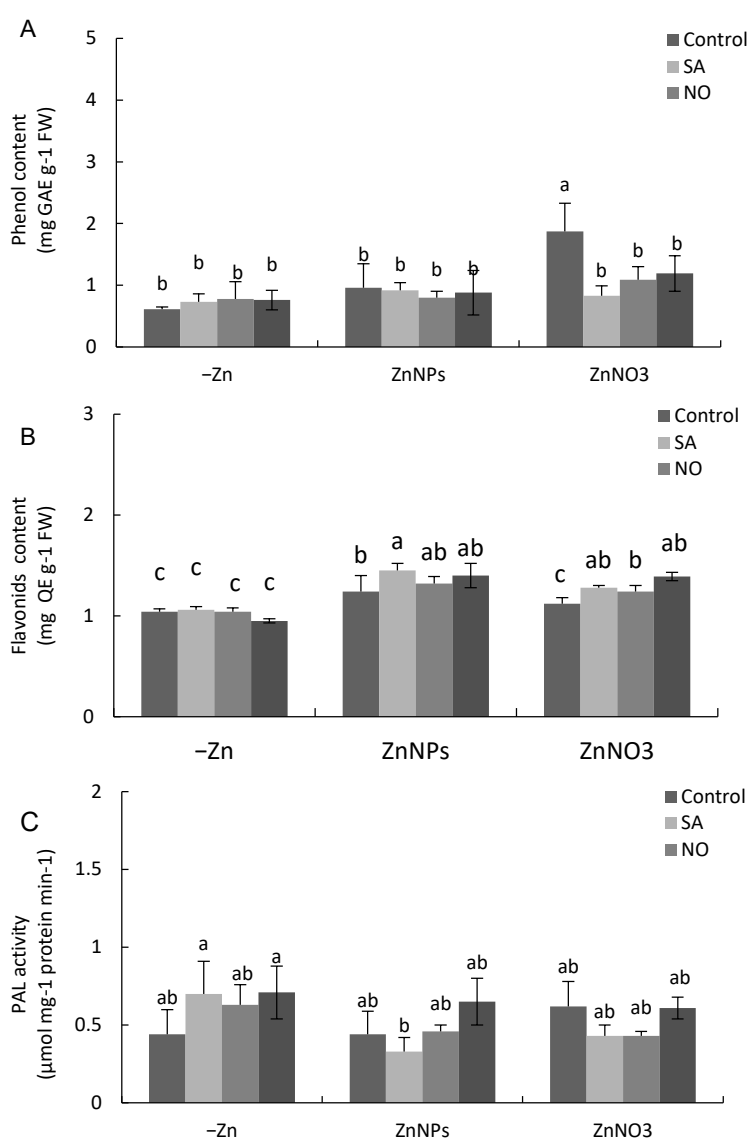 A
Phenol content
(mg GAE g-1 FW)
5
4
3
2
1
0
Control
SA
NO
b b b b b b b b a b b b
−Zn ZnNPs ZnNO3
B
Flavonids content
(mg QE g-1 FW)
3
2
1
0
Control
SA
NO
c c c c b a ab ab c ab b ab
−Zn ZnNPs ZnNO3
C
PAL activity
(μmol mg-1 protein min-1)
2
1.5
1
0.5
0
Control
SA
NO
ab a ab a ab b ab ab ab ab ab ab
−Zn ZnNPs ZnNO3